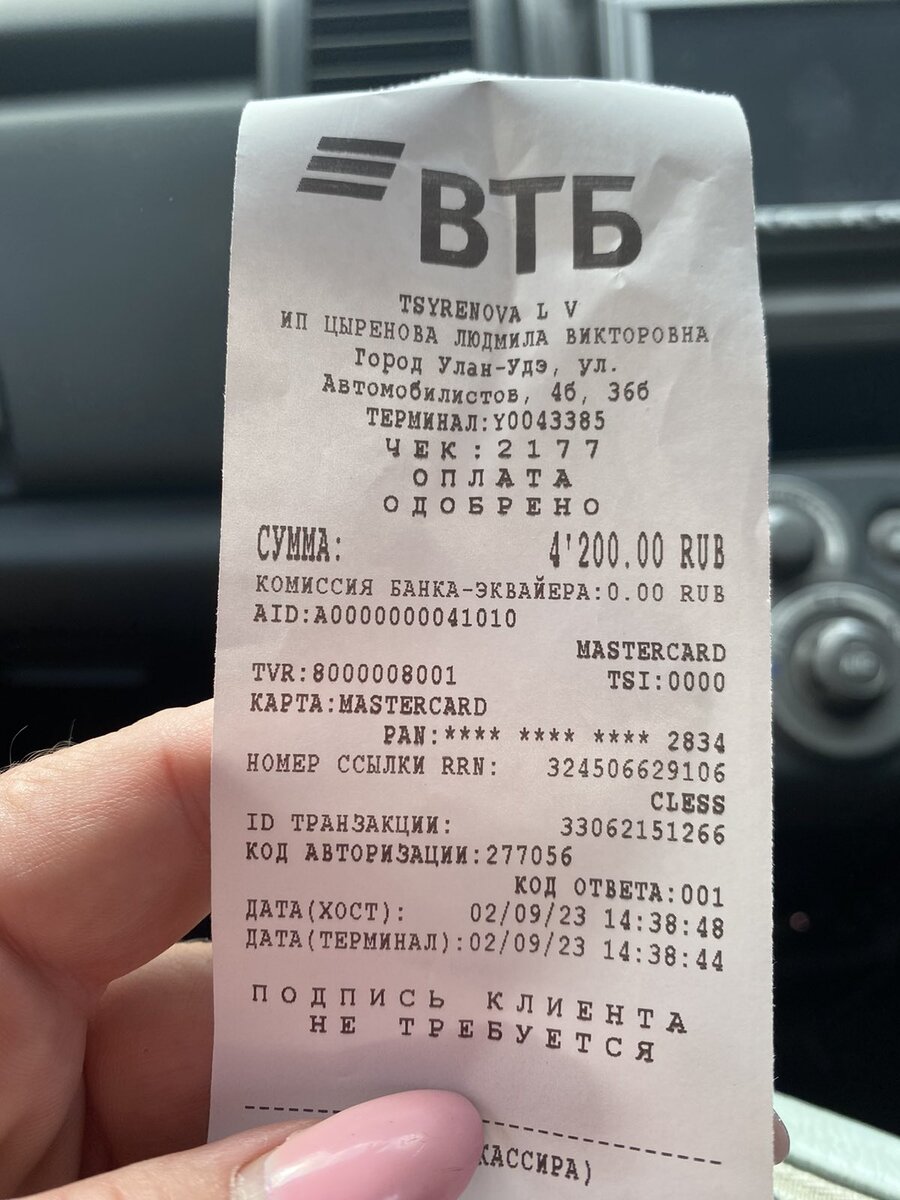 ВТБ
TSYRENOVA L V
ИП ЦЫРЕНОВА ЛЮДМИЛА ВИКТОРОВНА
Город Улан-Удэ, ул.
Автомобилистов, 4б, 36б
ТЕРМИНАЛ:Y0043385
ЧЕК:2177
ОПЛАТА
ОДОБРЕНО
СУММА: 4'200.00 RUB
КОМИССИЯ БАНКА-ЭКВАЙЕРА:0.00 RUB
AID:A0000000041010
MASTERCARD
TVR:8000008001 TSI:0000
КАРТА:MASTERCARD
PAN:**** **** **** 2834
НОМЕР ССЫЛКИ RRN: 324506629106
CLESS
ID ТРАНЗАКЦИИ: 33062151266
КОД АВТОРИЗАЦИИ:277056
КОД ОТВЕТА:001
ДАТА(ХОСТ): 02/09/23 14:38:48
ДАТА(ТЕРМИНАЛ):02/09/23 14:38:44
ПОДПИСЬ КЛИЕНТА
НЕ ТРЕБУЕТСЯ
КАССИРА)